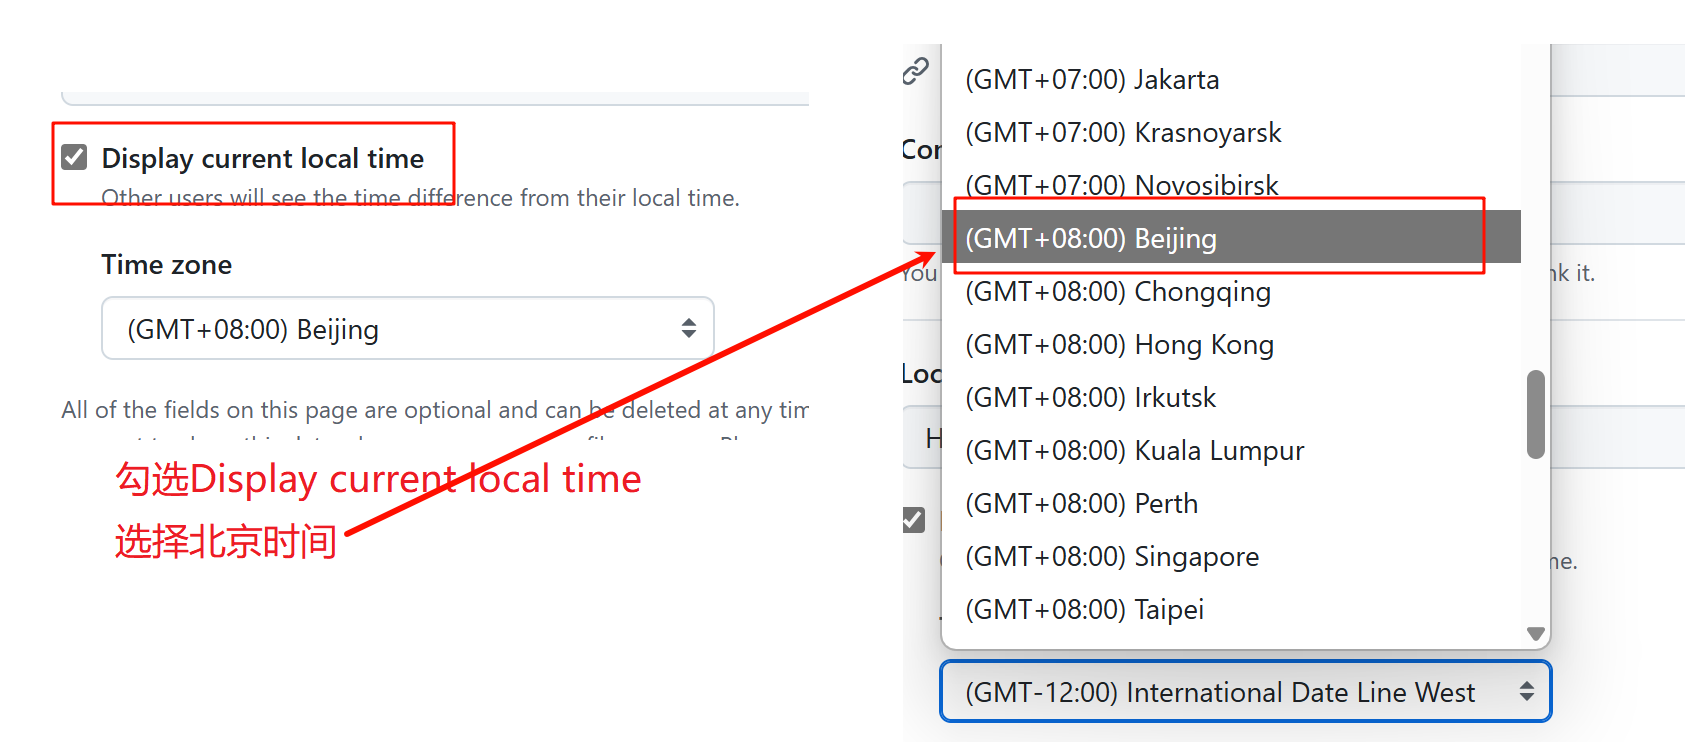 Display current local time
Other users will see the time difference from their local time.
Time zone
(GMT+08:00) Beijing
All of the fields on this page are optional and can be deleted at any
勾选Display current local time
选择北京时间
(GMT+07:00) Jakarta
(GMT+07:00) Krasnoyarsk
(GMT+07:00) Novosibirsk
(GMT+08:00) Beijing
You
it.
(GMT+08:00) Chongqing
(GMT+08:00) Hong Kong
(GMT+08:00) Irkutsk
(GMT+08:00) Kuala Lumpur
(GMT+08:00) Perth
(GMT+08:00) Singapore
(GMT+08:00) Taipei
(GMT-12:00) International Date Line West